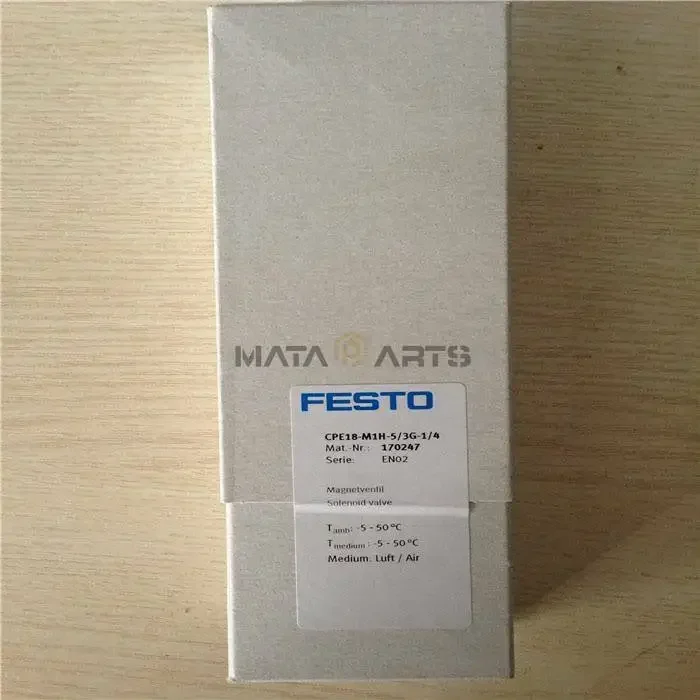 MATA ARTS
FESTO
CPE18-M1H-5/3G-1/4
Mat.-Nr.: 170247
Serie: EN02
Magnetventil
Solenoid valve
Tamb: -5 - 50 °C
Tmedium : -5 - 50 °C
Medium. Luft / Air